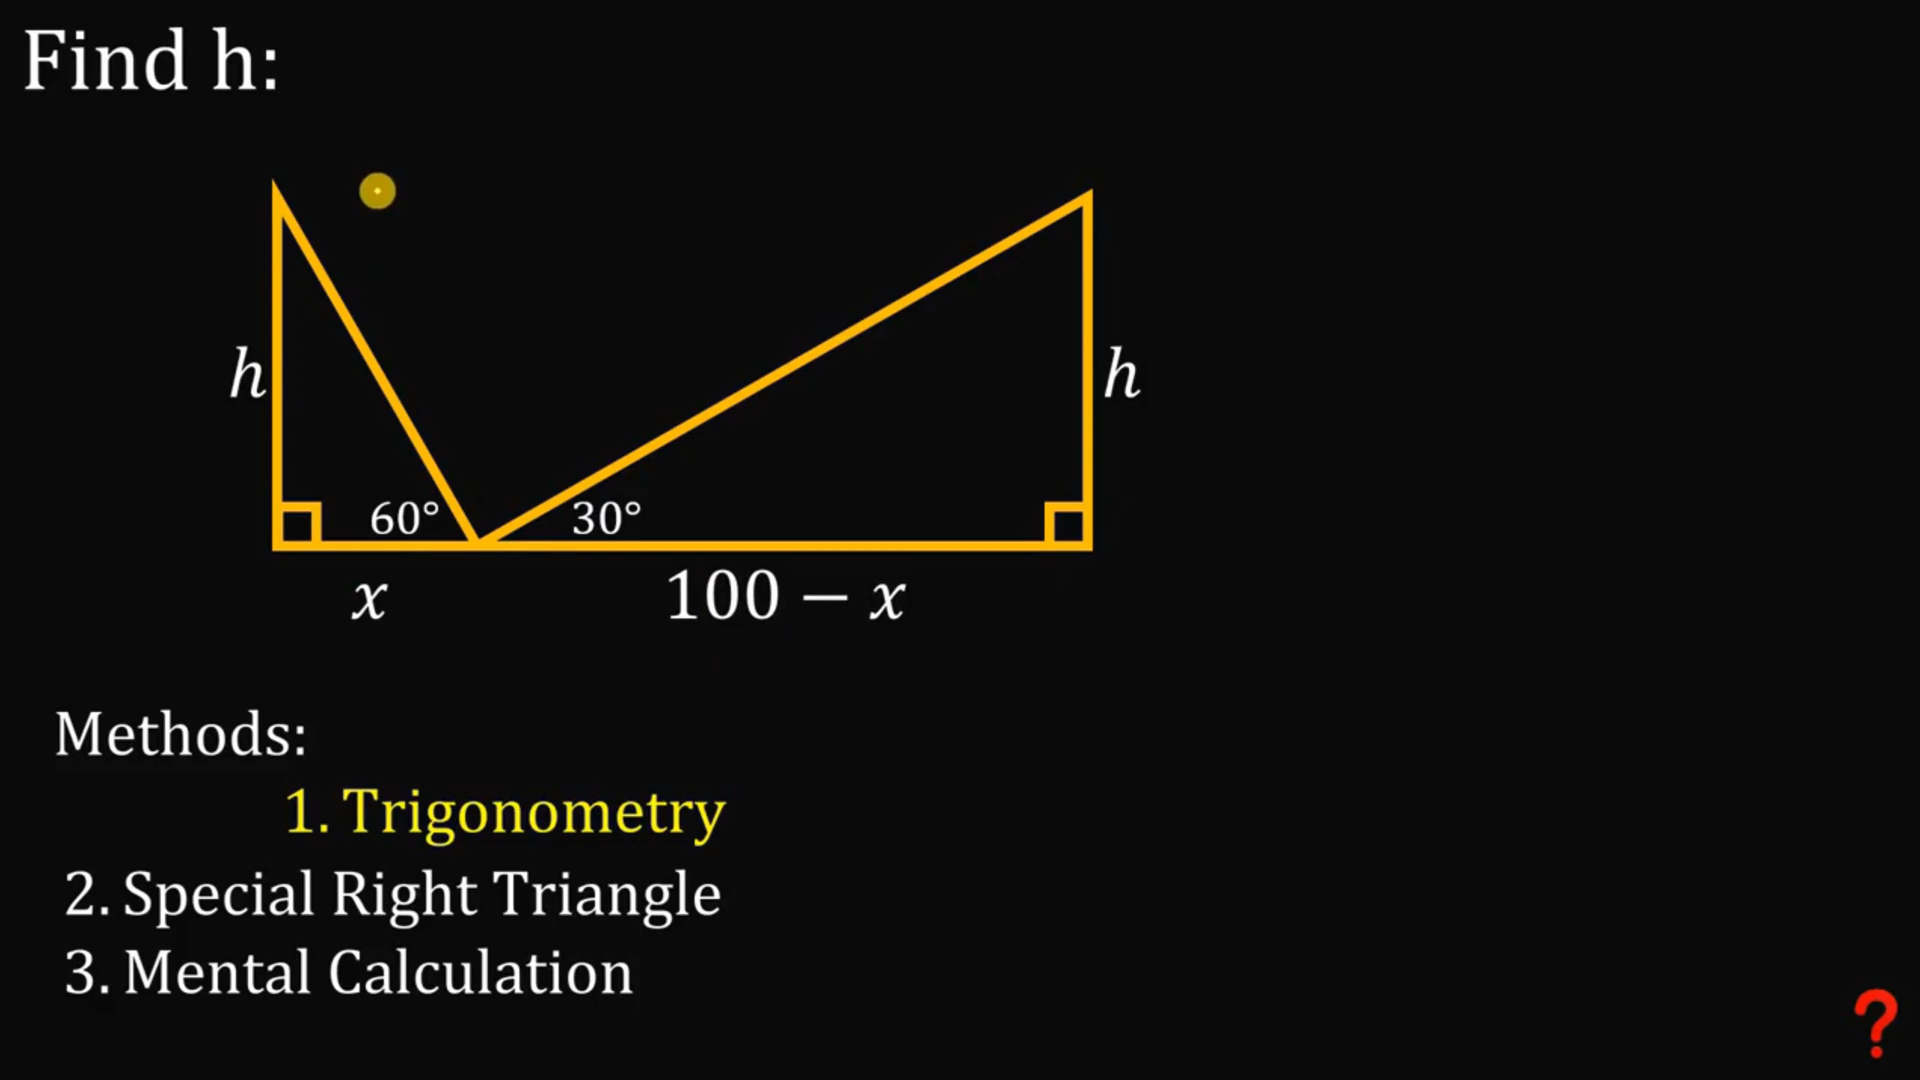 Find h:
h
h
60°
30°
x
100 − x
Methods:
1. Trigonometry
2. Special Right Triangle
3. Mental Calculation
?